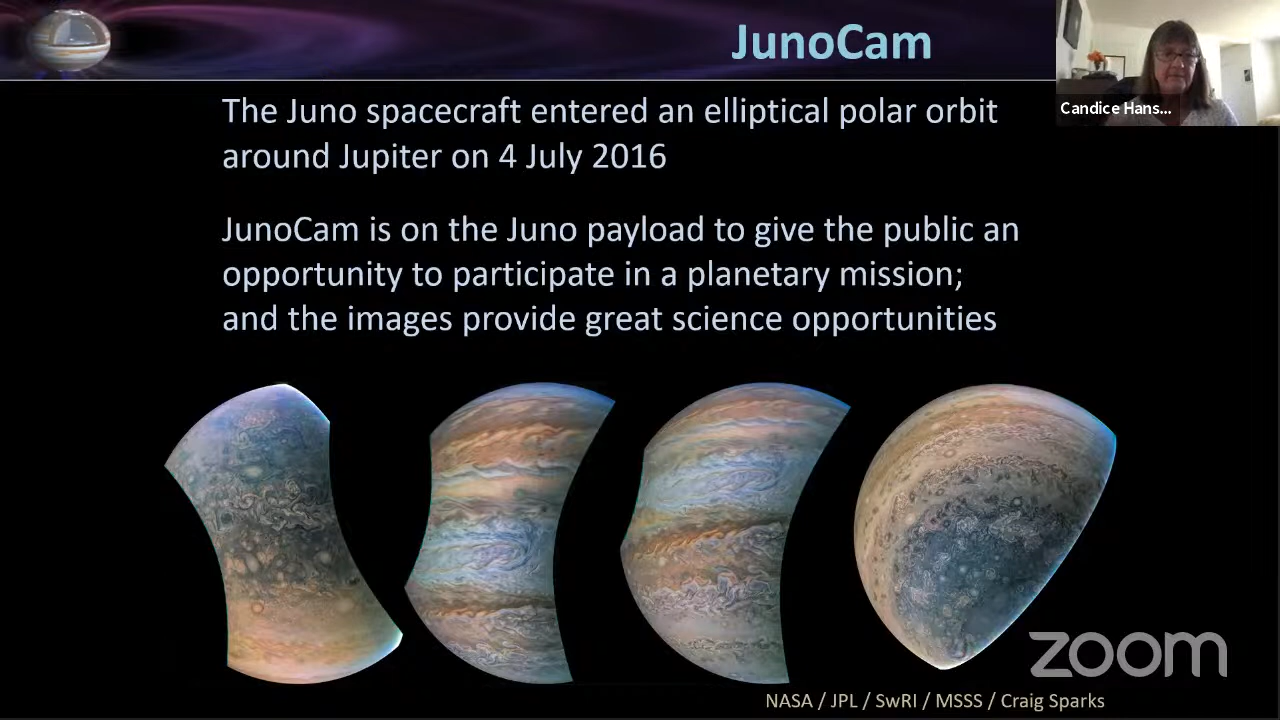 JunoCam
Candice Hans...
The Juno spacecraft entered an elliptical polar orbit
around Jupiter on 4 July 2016
JunoCam is on the Juno payload to give the public an
opportunity to participate in a planetary mission;
and the images provide great science opportunities
zoom
NASA / JPL / SwRI / MSSS / Craig Sparks